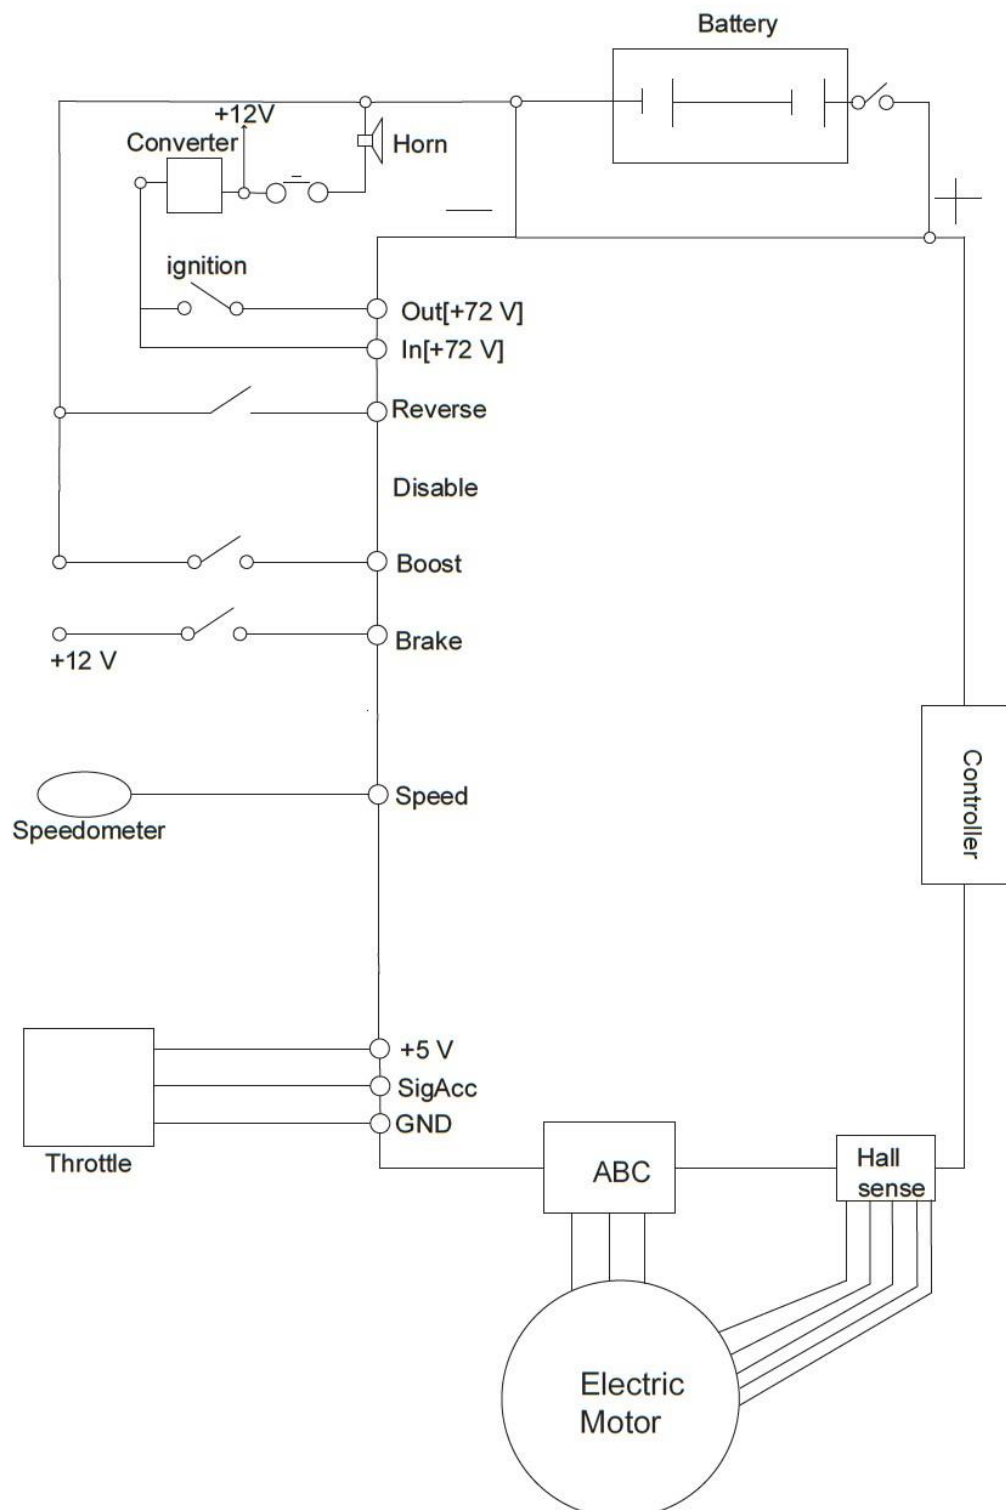 Battery
+12V
Converter
Horn
—
+
ignition
Out[+72 V]
In[+72 V]
Reverse
Disable
Boost
Brake
+12 V
Controller
Speed
Speedometer
+5 V
SigAcc
GND
Throttle
ABC
Hall
sense
Electric
Motor